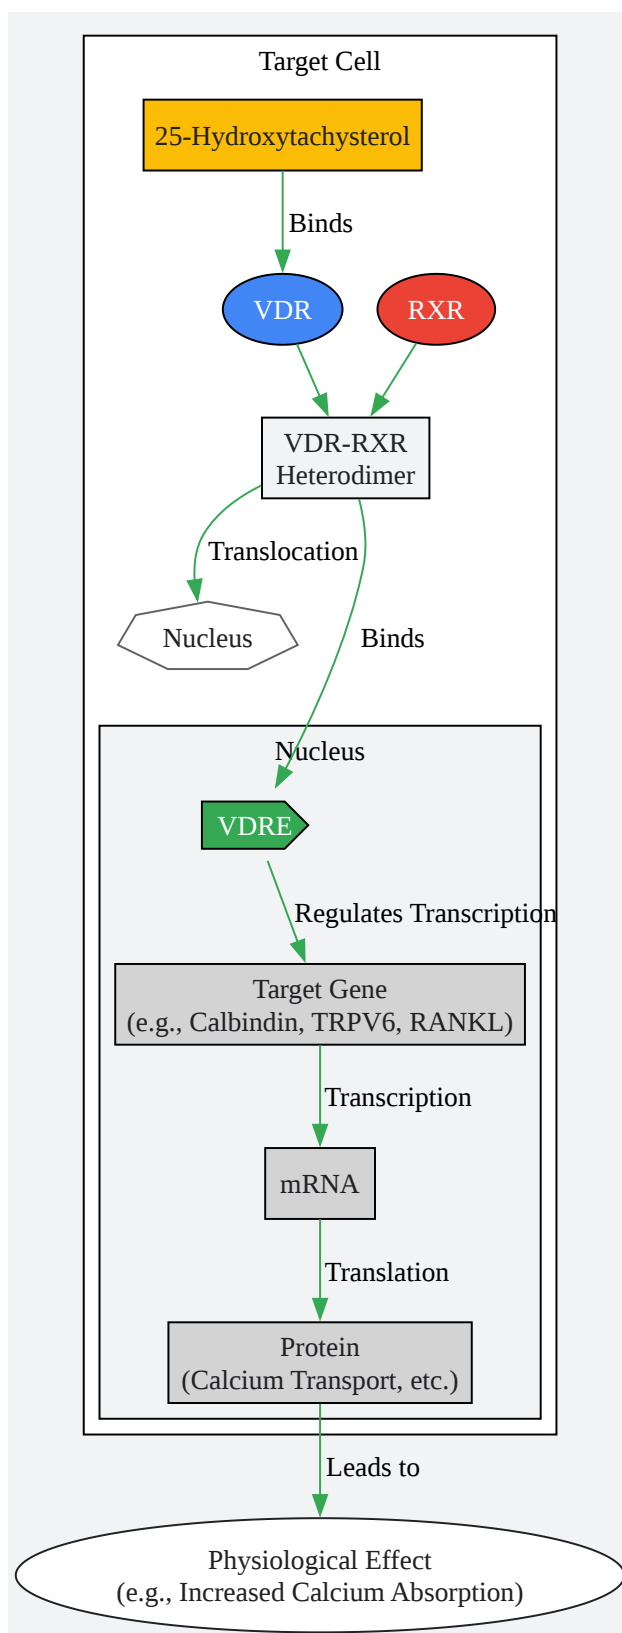 Target Cell
25-Hydroxytachysterol
Binds
VDR
RXR
VDR-RXR
Heterodimer
Translocation
Nucleus
Binds
Nucleus
VDRE
Regulates Transcription
Target Gene
(e.g., Calbindin, TRPV6, RANKL)
Transcription
mRNA
Translation
Protein
(Calcium Transport, etc.)
Leads to
Physiological Effect
(e.g., Increased Calcium Absorption)